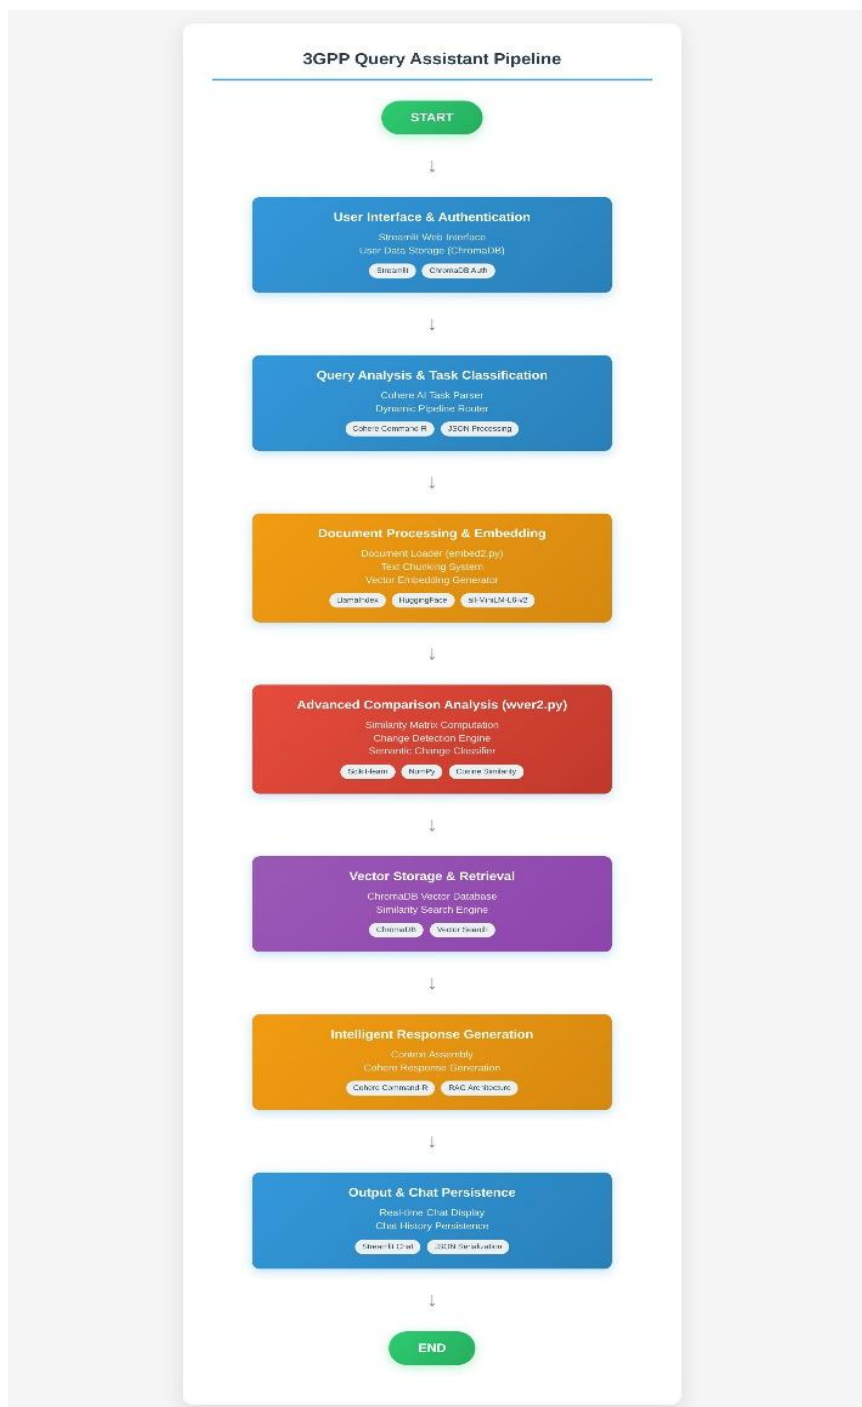 3GPP Query Assistant Pipeline
START
↓
User Interface & Authentication
Streamlit Web Interface
User Data Storage (ChromaDB)
Streamlit ChromaDB Auth
↓
Query Analysis & Task Classification
Cohere AI Task Parser
Dynamic Pipeline Router
Cohere Command-R JSON Processing
↓
Document Processing & Embedding
Document Loader (embed2.py)
Text Chunking System
Vector Embedding Generator
LlamaIndex HuggingFace all-MiniLM-L6-v2
↓
Advanced Comparison Analysis (wver2.py)
Similarity Matrix Computation
Change Detection Engine
Semantic Change Classifier
Scikit-learn NumPy Cosine Similarity
↓
Vector Storage & Retrieval
ChromaDB Vector Database
Similarity Search Engine
ChromaDB Vector Search
↓
Intelligent Response Generation
Context Assembly
Cohere Response Generation
Cohere Command-R RAG Architecture
↓
Output & Chat Persistence
Real-time Chat Display
Chat History Persistence
Streamlit Chat JSON Serialization
↓
END